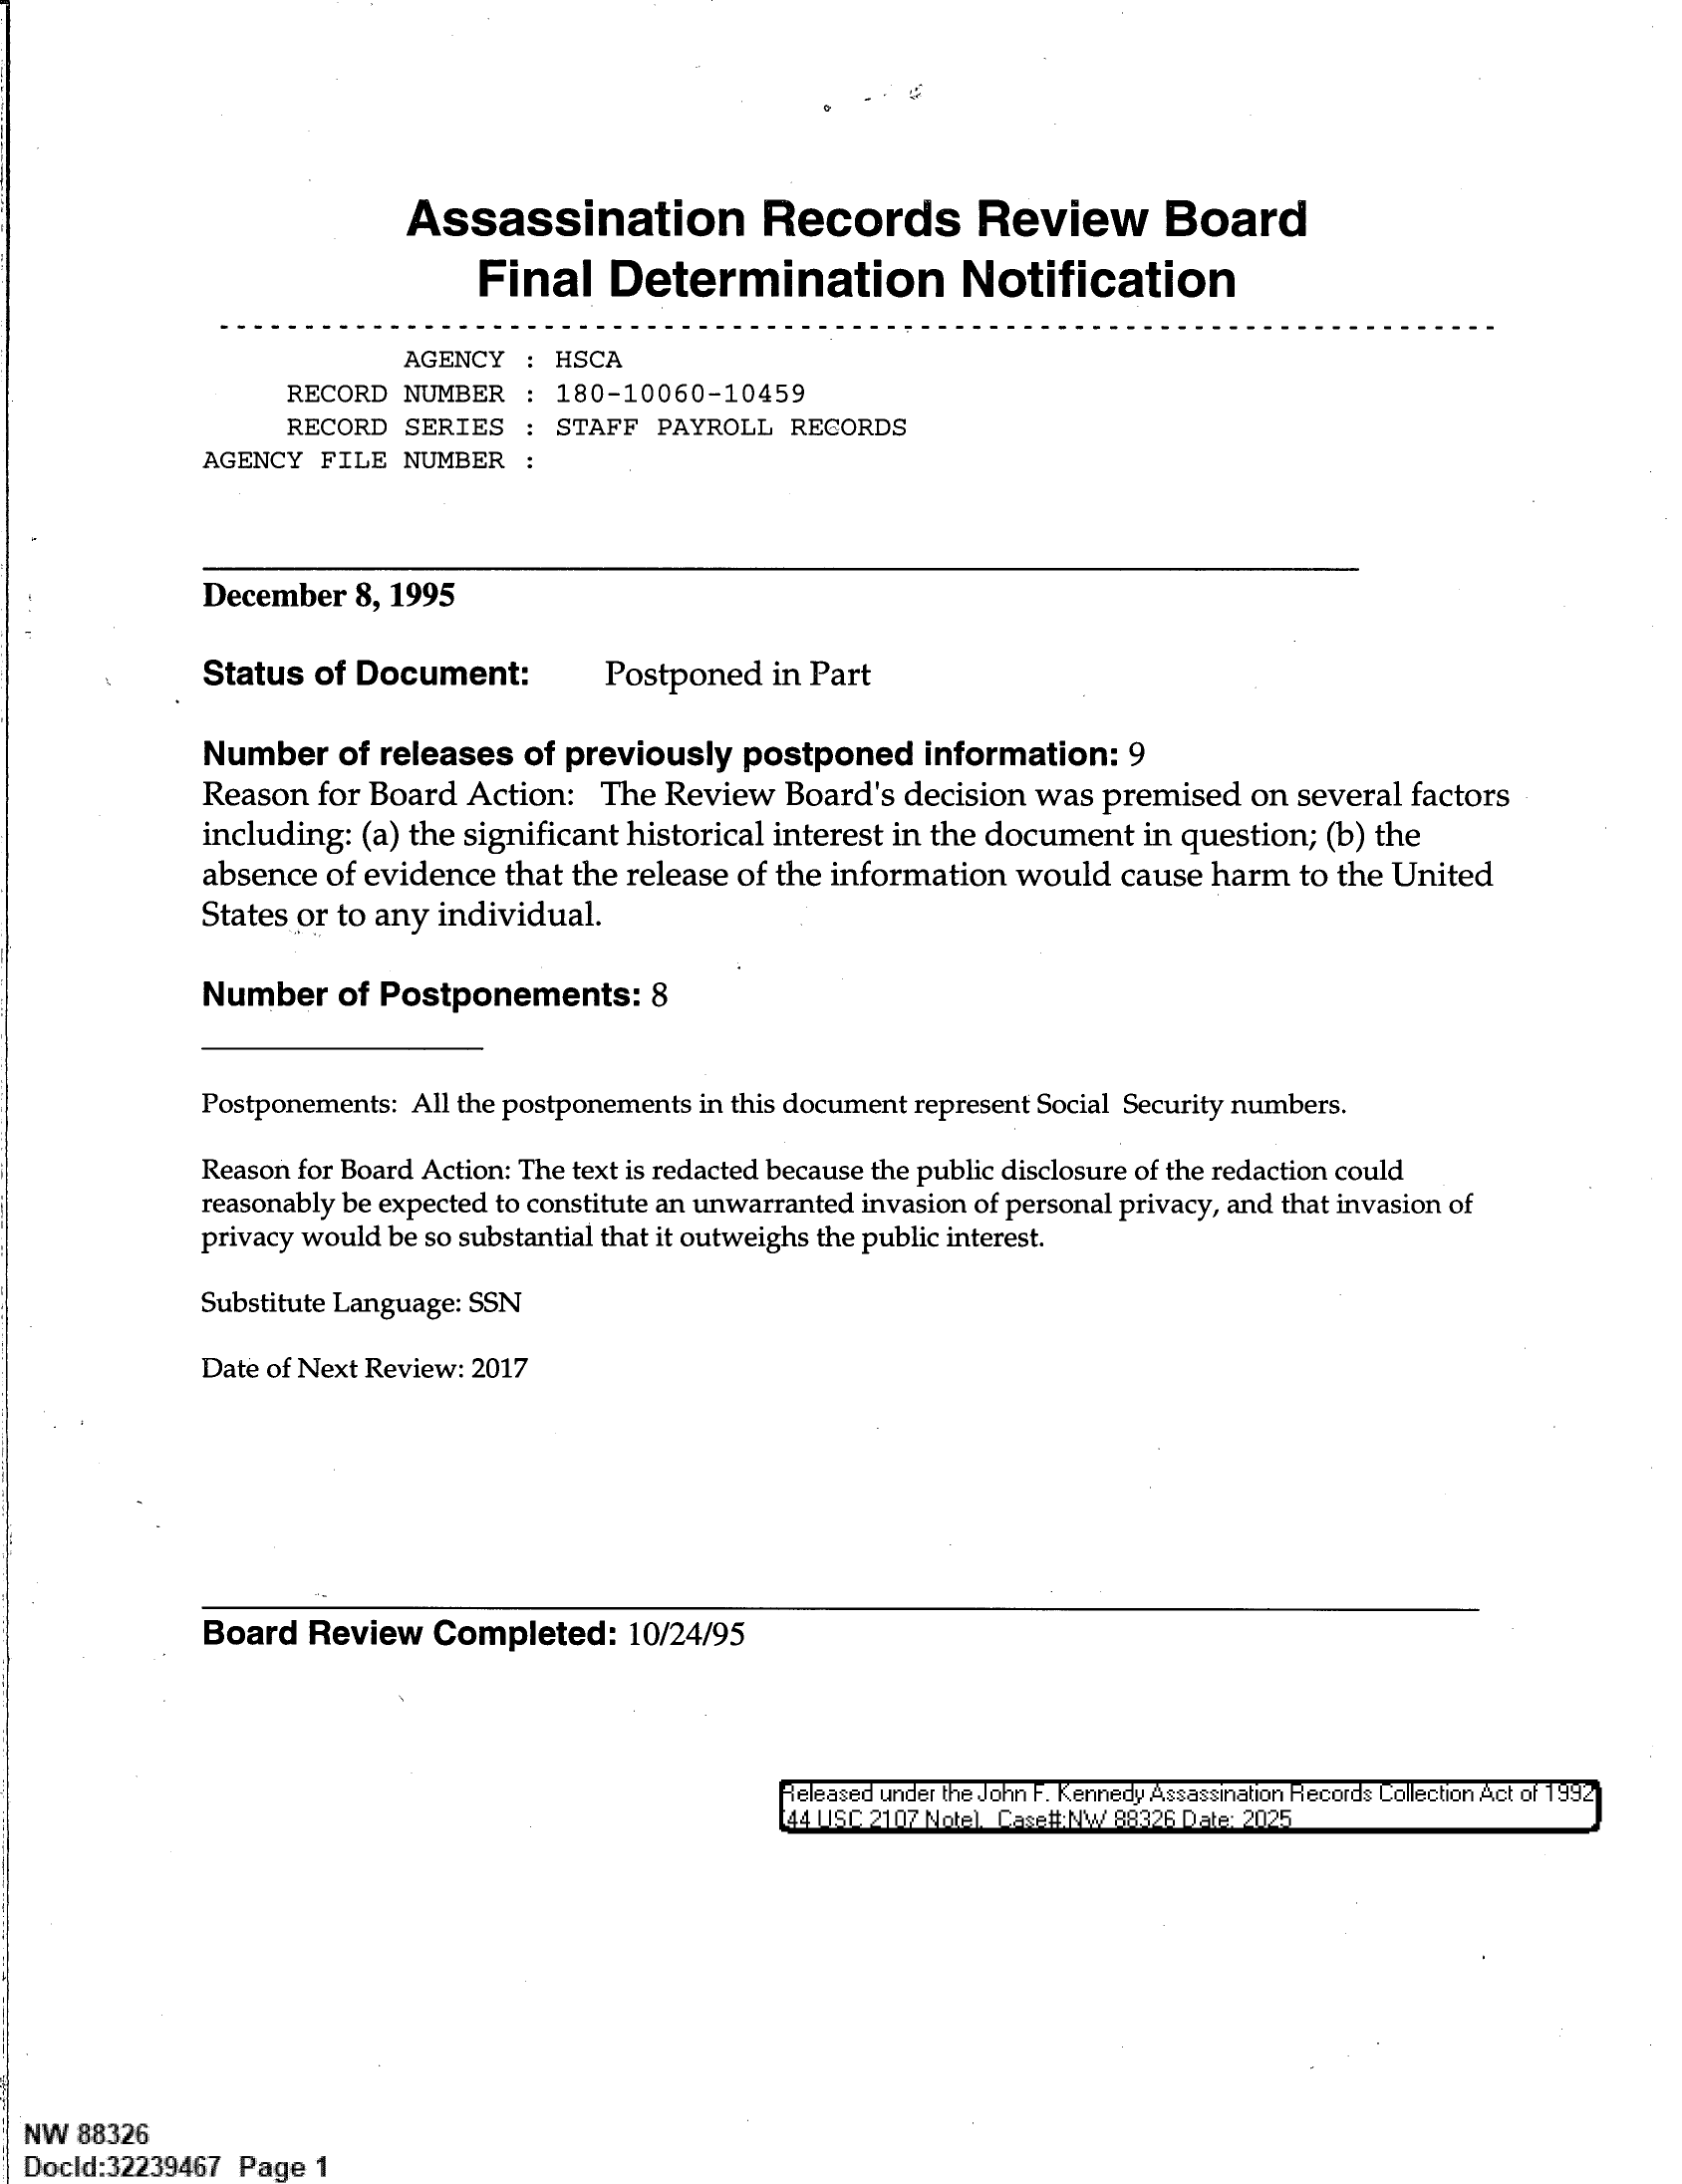 Assassination Records Review Board
Final Determination Notification
AGENCY : HSCA
RECORD NUMBER : 180-10060-10459
RECORD SERIES : STAFF PAYROLL RECORDS
AGENCY FILE NUMBER :
December 8, 1995
Status of Document: Postponed in Part
Number of releases of previously postponed information: 9
Reason for Board Action: The Review Board's decision was premised on several factors
including: (a) the significant historical interest in the document in question; (b) the
absence of evidence that the release of the information would cause harm to the United
States or to any individual.
Number of Postponements: 8
Postponements: All the postponements in this document represent Social Security numbers.
Reason for Board Action: The text is redacted because the public disclosure of the redaction could
reasonably be expected to constitute an unwarranted invasion of personal privacy, and that invasion of
privacy would be so substantial that it outweighs the public interest.
Substitute Language: SSN
Date of Next Review: 2017
Board Review Completed: 10/24/95
Released under the John F. Kennedy Assassination Records Collection Act of 1992
(44 USC 2107 Note). Case#:NW 88326 Date: 2025
NW 88326
DocId:32239467 Page 1